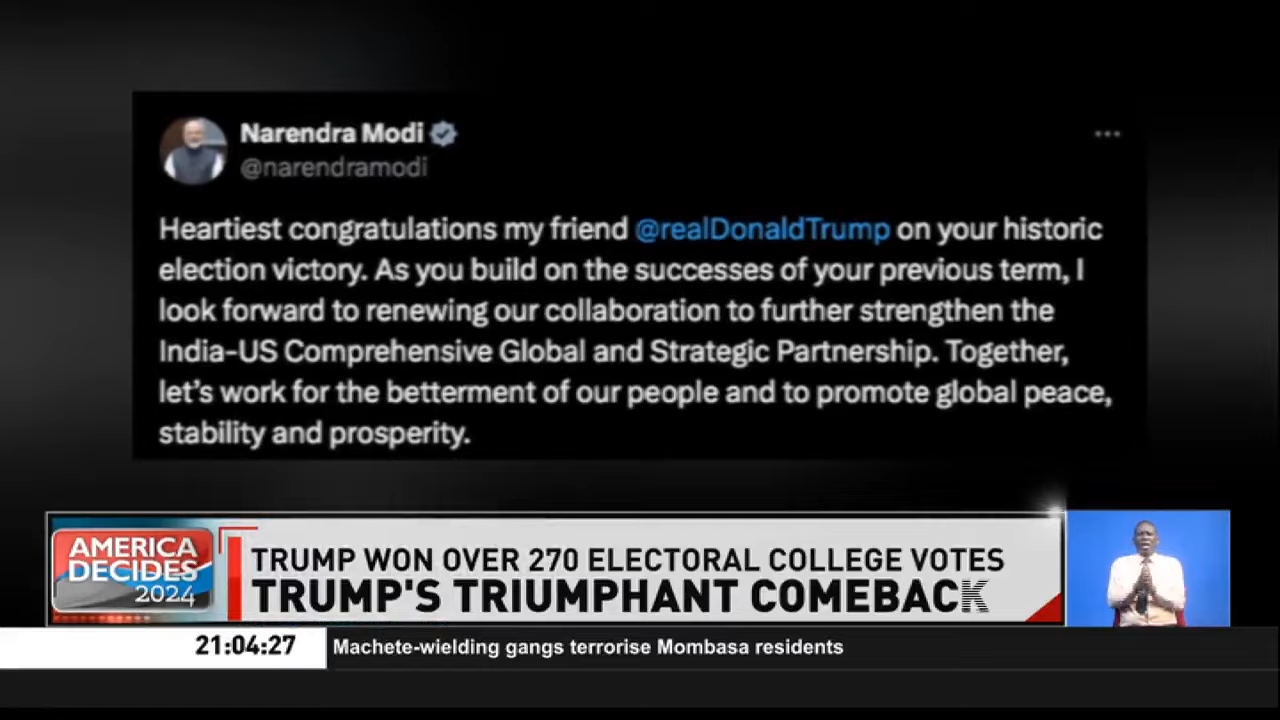 Narendra Modi
@narendramodi
Heartiest congratulations my friend @realDonaldTrump on your historic
election victory. As you build on the successes of your previous term, I
look forward to renewing our collaboration to further strengthen the
India-US Comprehensive Global and Strategic Partnership. Together,
let's work for the betterment of our people and to promote global peace,
stability and prosperity.
AMERICA
DECIDES
2024
TRUMP WON OVER 270 ELECTORAL COLLEGE VOTES
TRUMP'S TRIUMPHANT COMEBACK
21:04:27 Machete-wielding gangs terrorise Mombasa residents